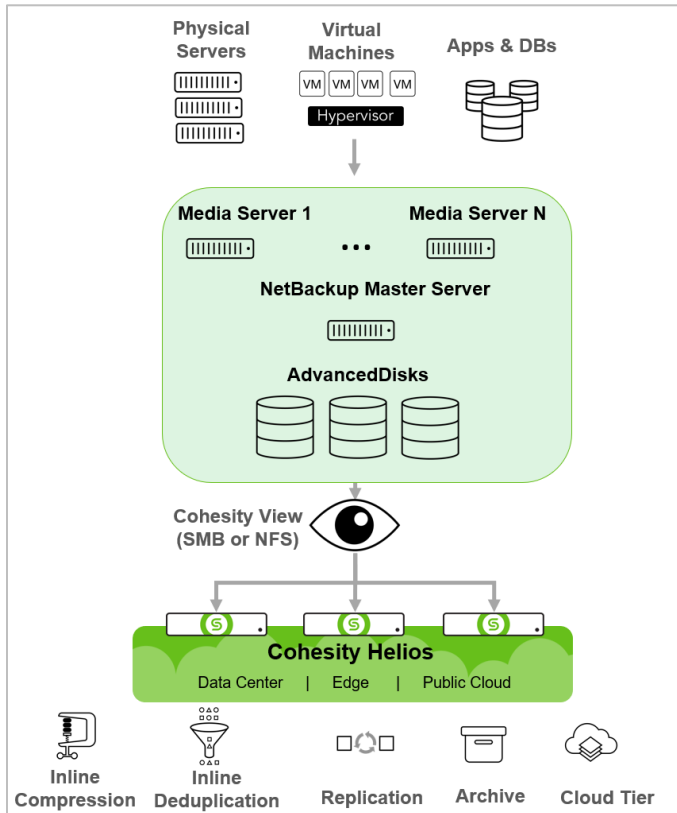 Physical
Servers
Virtual
Machines
Apps & DBs
VM VM VM VM
Hypervisor
Media Server 1
Media Server N
NetBackup Master Server
AdvancedDisks
Cohesity View
(SMB or NFS)
Cohesity Helios
Data Center | Edge | Public Cloud
Inline
Compression
Inline
Deduplication
Replication
Archive
Cloud Tier